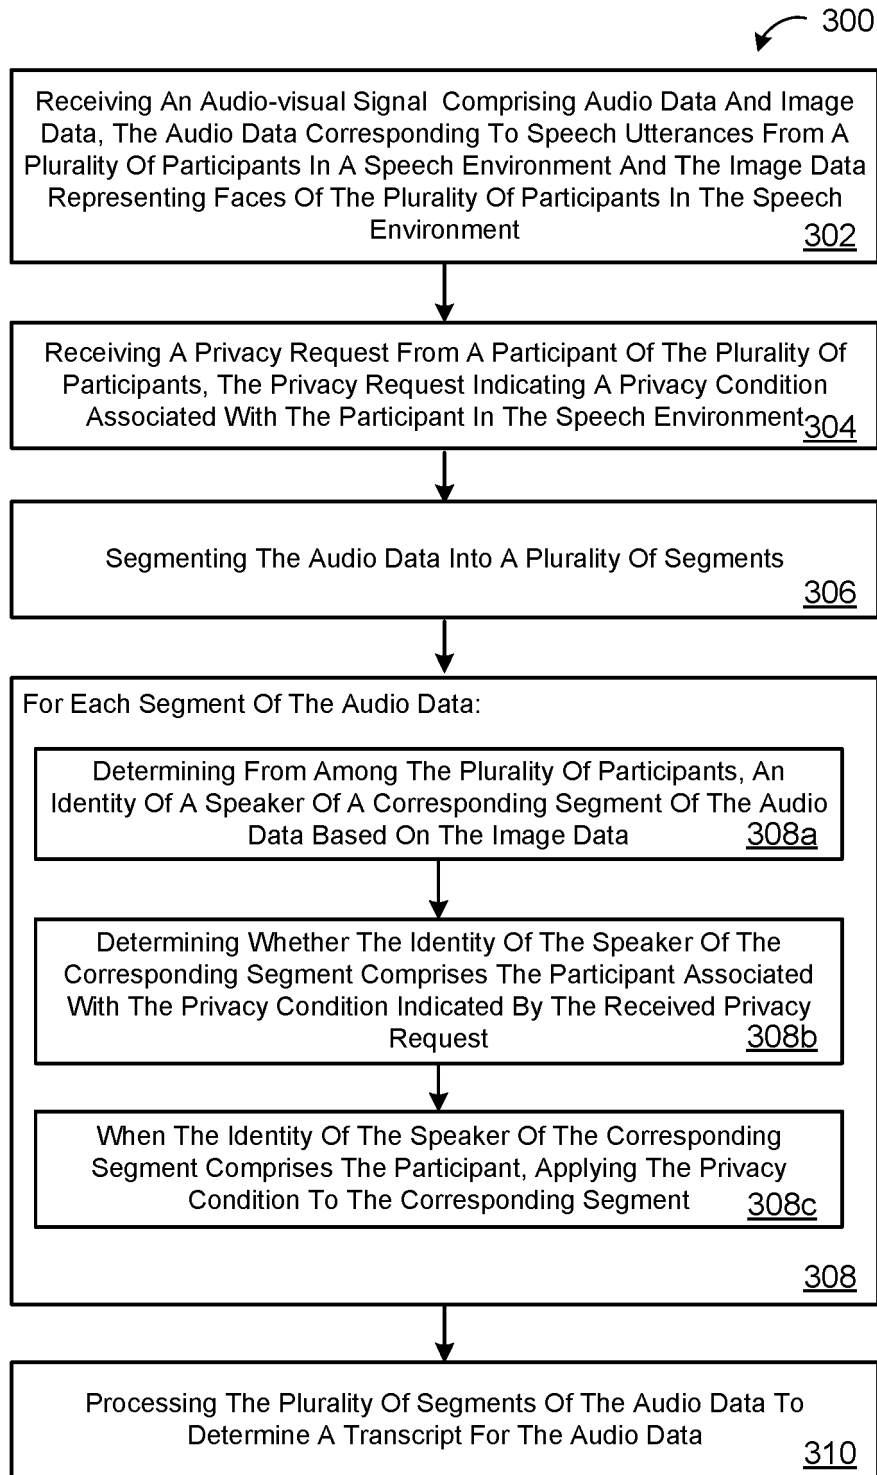 300
Receiving An Audio-visual Signal Comprising Audio Data And Image
Data, The Audio Data Corresponding To Speech Utterances From A
Plurality Of Participants In A Speech Environment And The Image Data
Representing Faces Of The Plurality Of Participants In The Speech
Environment
302
Receiving A Privacy Request From A Participant Of The Plurality Of
Participants, The Privacy Request Indicating A Privacy Condition
Associated With The Participant In The Speech Environment
304
Segmenting The Audio Data Into A Plurality Of Segments
306
For Each Segment Of The Audio Data:
Determining From Among The Plurality Of Participants, An
Identity Of A Speaker Of A Corresponding Segment Of The Audio
Data Based On The Image Data
308a
Determining Whether The Identity Of The Speaker Of The
Corresponding Segment Comprises The Participant Associated
With The Privacy Condition Indicated By The Received Privacy
Request
308b
When The Identity Of The Speaker Of The Corresponding
Segment Comprises The Participant, Applying The Privacy
Condition To The Corresponding Segment
308c
308
Processing The Plurality Of Segments Of The Audio Data To
Determine A Transcript For The Audio Data
310